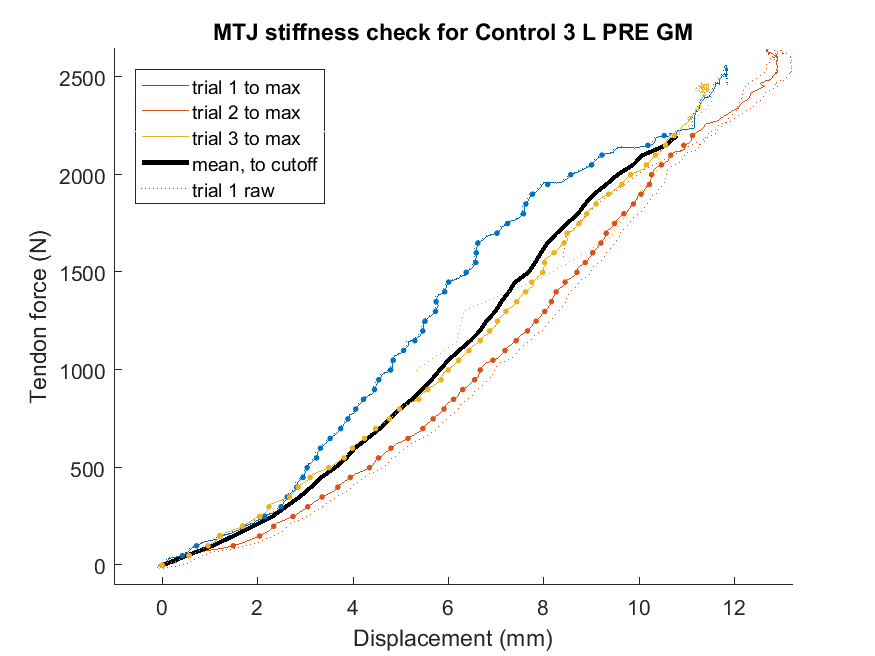 MTJ stiffness check for Control 3 L PRE GM
2500
2000
1500
1000
500
0
Tendon force (N)
trial 1 to max
trial 2 to max
trial 3 to max
mean, to cutoff
trial 1 raw
0 2 4 6 8 10 12
Displacement (mm)